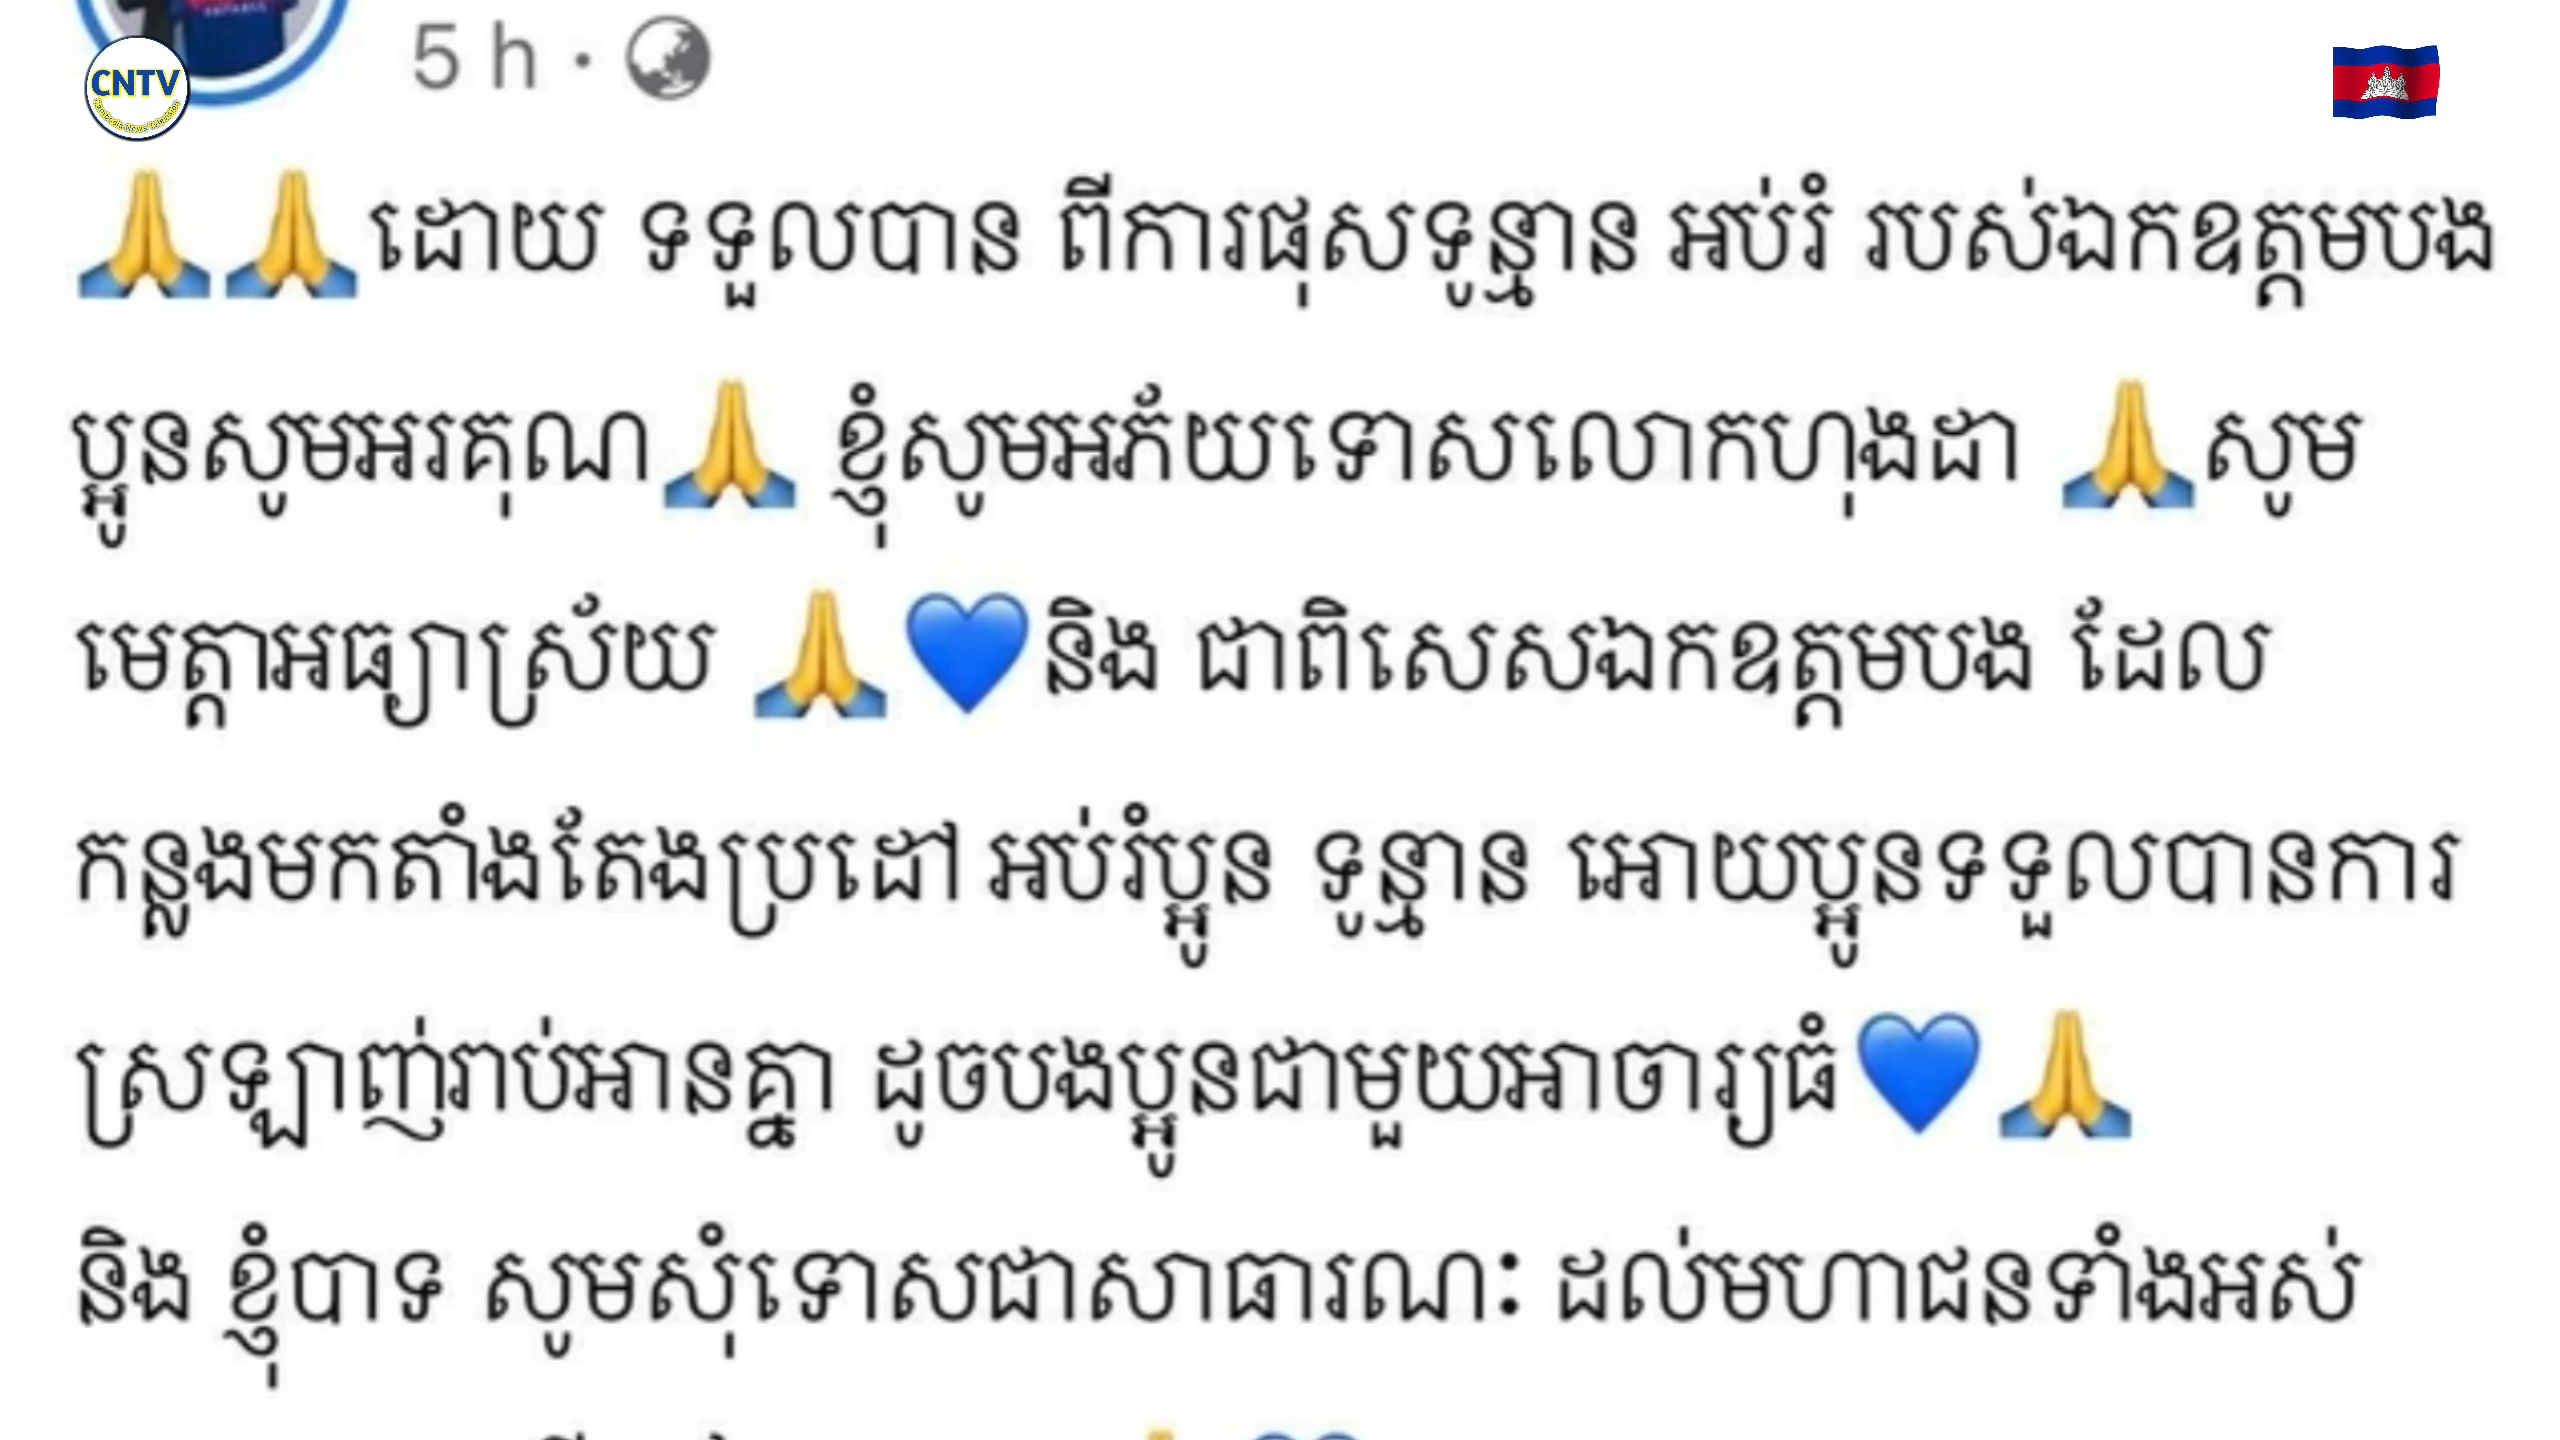 5 h ·
CNTV
Cambodia News Television
🙏🙏ដោយ ទទួលបាន ពីការផុសទូន្មាន អប់រំ របស់ឯកឧត្តមបង
ប្អូនសូមអរគុណ🙏 ខ្ញុំសូមអភ័យទោសលោកហុងដា 🙏សូម
មេត្តាអធ្យាស្រ័យ 🙏💙និង ជាពិសេសឯកឧត្តមបង ដែល
កន្លងមកតាំងតែងប្រដៅ អប់រំប្អូន ទូន្មាន អោយប្អូនទទួលបានការ
ស្រឡាញ់រាប់អានគ្នា ដូចបងប្អូនជាមួយអាចារ្យធំ💙🙏
និង ខ្ញុំបាទ សូមសុំទោសជាសាធារណៈ ដល់មហាជនទាំងអស់